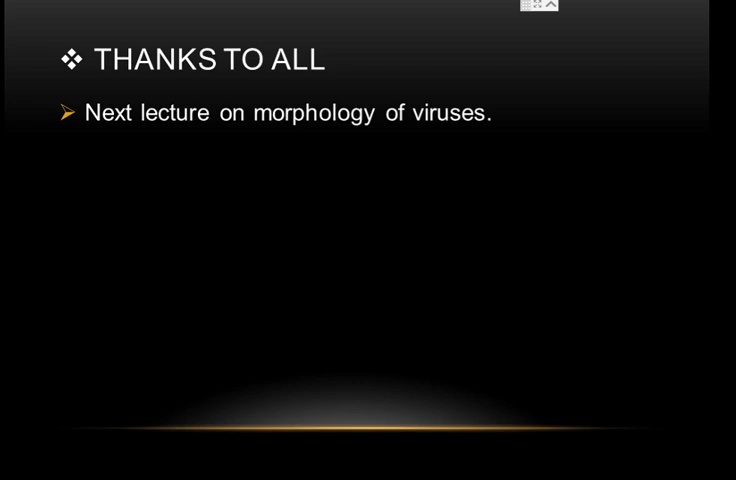 ❖ THANKS TO ALL
➢ Next lecture on morphology of viruses.